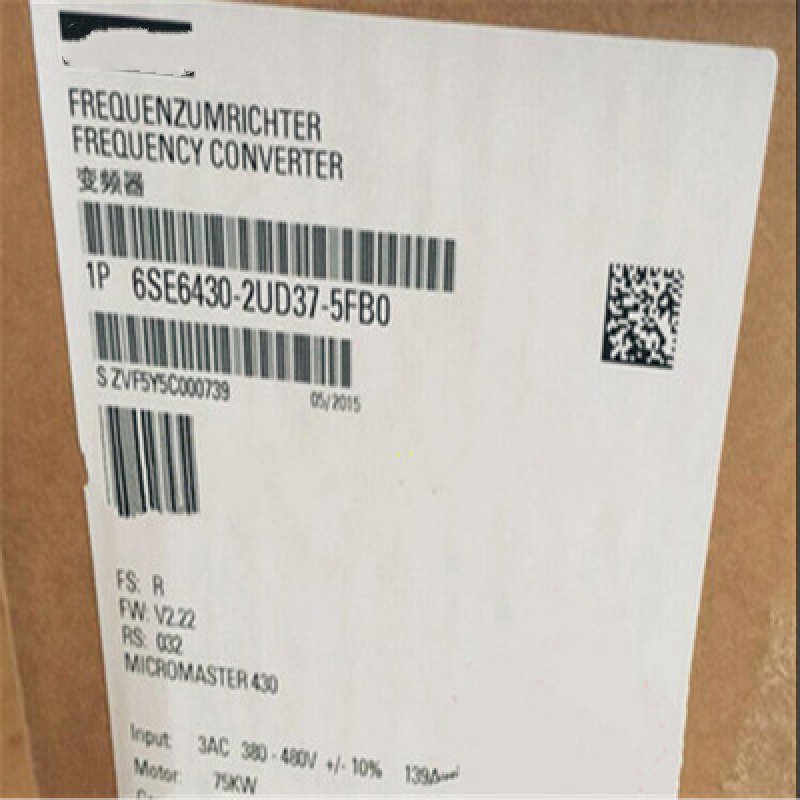 FREQUENZUMRICHTER
FREQUENCY CONVERTER
变频器
1P 6SE6430-2UD37-5FB0
S ZVF5Y5C000739 05/2015
FS: R
FW: V2.22
RS: 032
MICROMASTER 430
Input 3AC 380 - 480V +/- 10% 139A
Motor 75KW